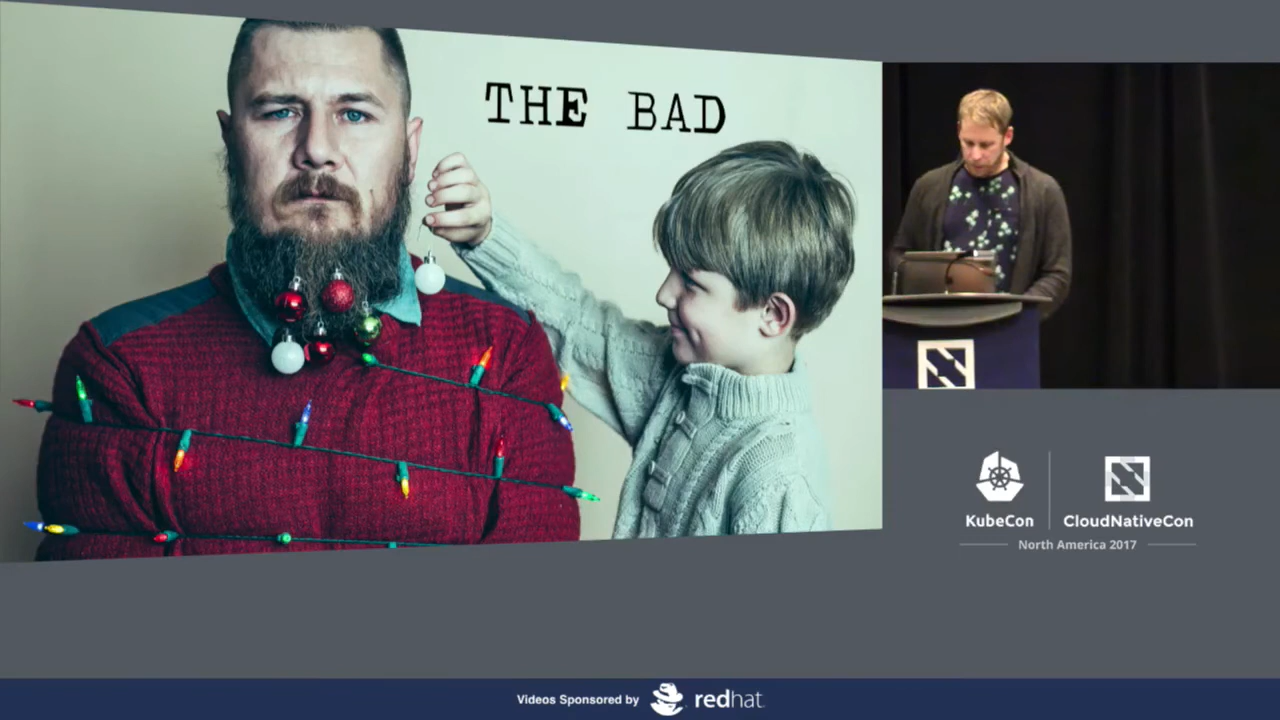 THE BAD
KubeCon
CloudNativeCon
North America 2017
Videos Sponsored by redhat